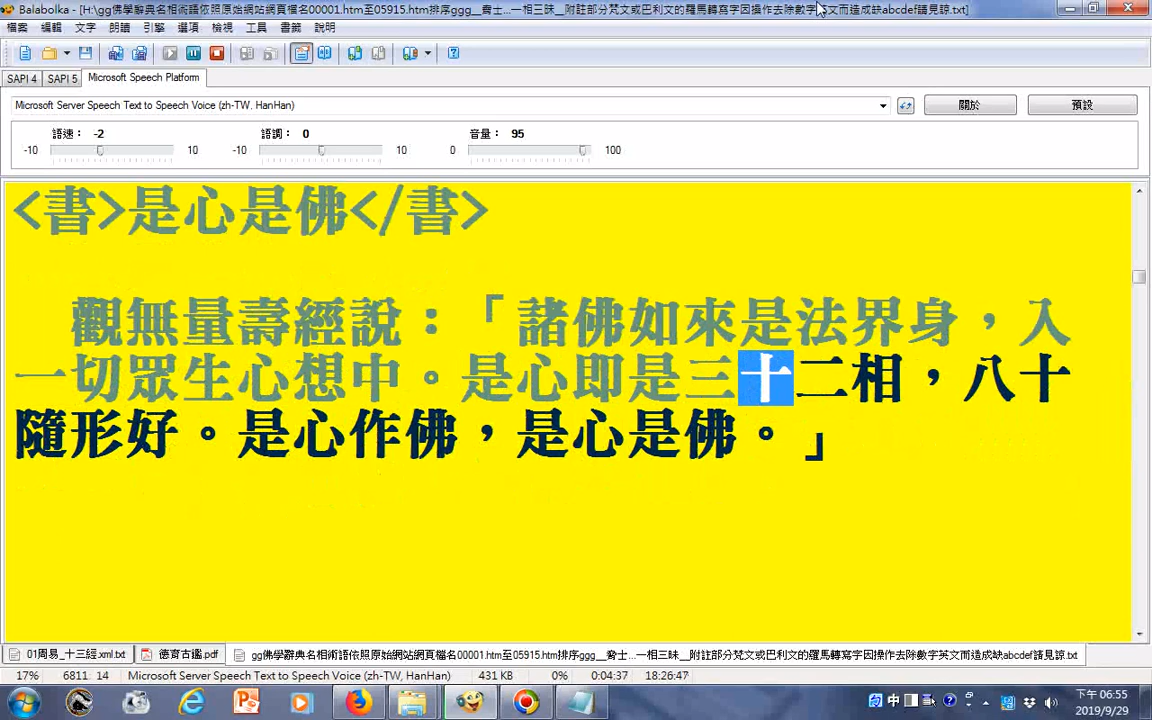 Balabolka - [H:\gg佛學辭典名相術語依照原始網站網頁檔名00001.htm至05915.htm排序ggg__喬士...一相三昧__附註部分梵文或巴利文的羅馬轉寫字因操作去除數字英文而造成缺abcdef請見諒.txt]
檔案 編輯 文字 朗讀 引擎 選項 檢視 工具 書籤 說明
SAPI 4 SAPI 5 Microsoft Speech Platform
Microsoft Server Speech Text to Speech Voice (zh-TW, HanHan) 關於 預設
語速： -2 語調： 0 音量： 95
-10 10 -10 10 0 100
<書>是心是佛</書>
觀無量壽經說：「諸佛如來是法界身，入
一切眾生心想中。是心即是三十二相，八十
隨形好。是心作佛，是心是佛。」
01周易_十三經.xml.txt 德育古鑑.pdf gg佛學辭典名相術語依照原始網站網頁檔名00001.htm至05915.htm排序ggg__喬士...一相三昧__附註部分梵文或巴利文的羅馬轉寫字因操作去除數字英文而造成缺abcdef請見諒.txt
17% 6811: 14 Microsoft Server Speech Text to Speech Voice (zh-TW, HanHan) 431 KB 0% 0:04:37 18:26:47
中 下午 06:55
2019/9/29